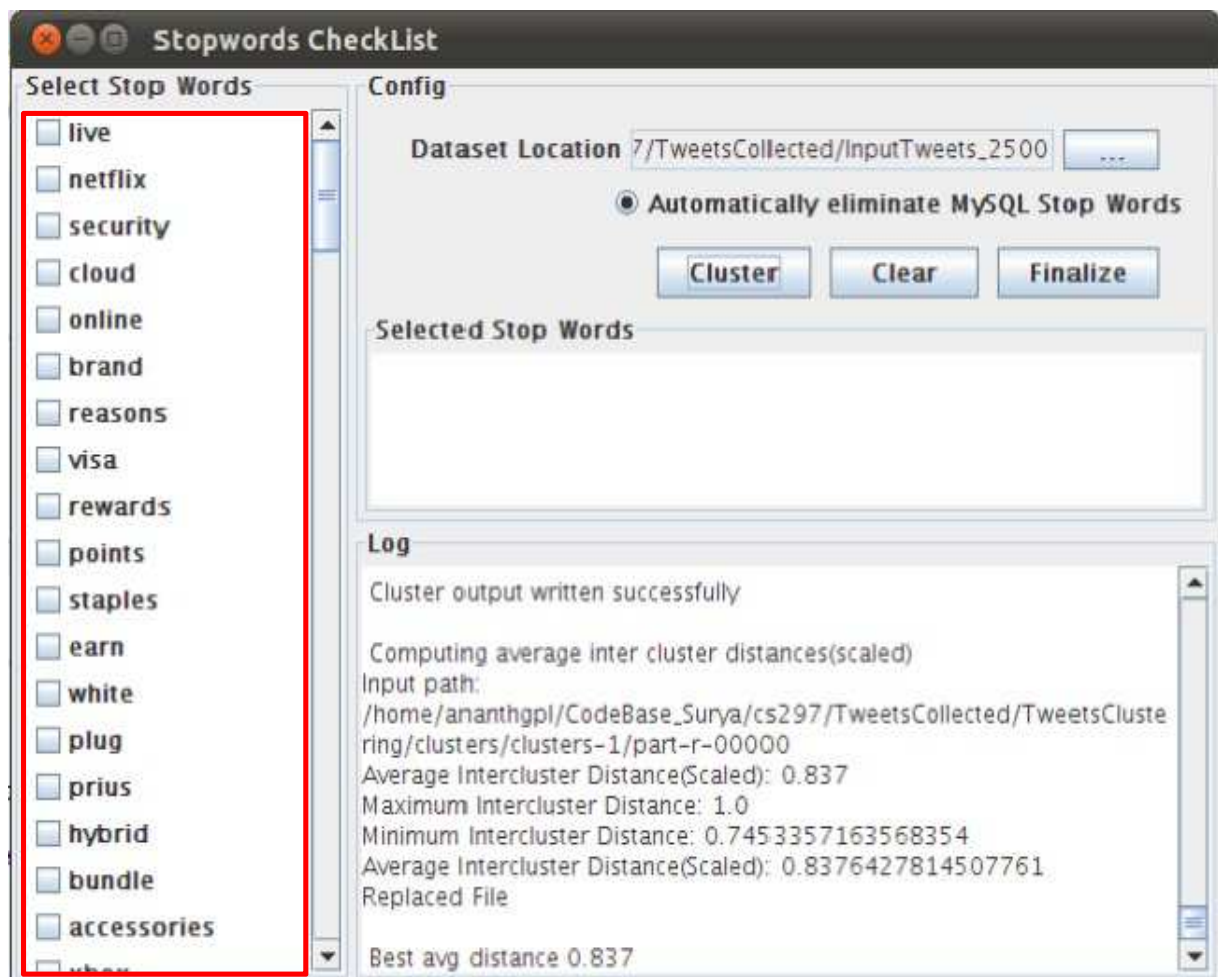 Stopwords CheckList
Select Stop Words
live
netflix
security
cloud
online
brand
reasons
visa
rewards
points
staples
earn
white
plug
prius
hybrid
bundle
accessories
xbox
Config
Dataset Location 7/TweetsCollected/InputTweets_2500 ...
Automatically eliminate MySQL Stop Words
Cluster Clear Finalize
Selected Stop Words
Log
Cluster output written successfully
Computing average inter cluster distances(scaled)
Input path:
/home/ananthgpl/CodeBase_Surya/cs297/TweetsCollected/TweetsCluste
ring/clusters/clusters-1/part-r-00000
Average Intercluster Distance(Scaled): 0.837
Maximum Intercluster Distance: 1.0
Minimum Intercluster Distance: 0.7453357163568354
Average Intercluster Distance(Scaled): 0.8376427814507761
Replaced File
Best avg distance 0.837